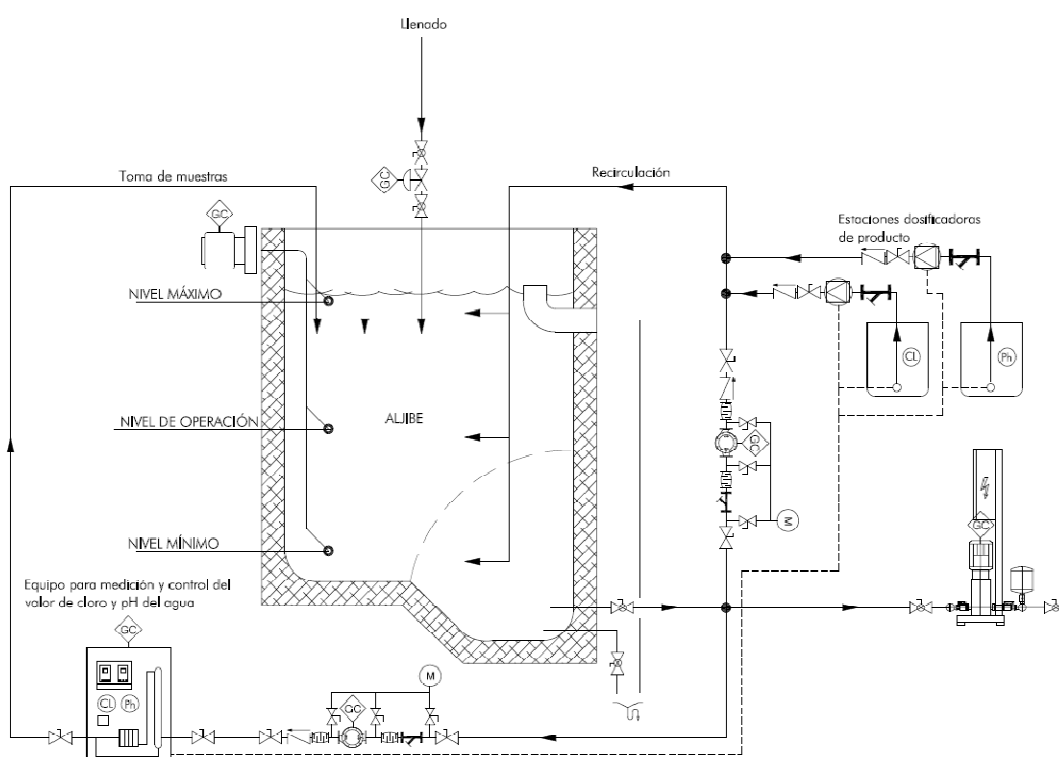 Llenado
Toma de muestras
Recirculación
GC
GC
Estaciones dosificadoras
de producto
NIVEL MÁXIMO
CL
Ph
NIVEL DE OPERACIÓN
ALJIBE
GC
M
GC
NIVEL MÍNIMO
Equipo para medición y control del
valor de cloro y pH del agua
GC
M
CL
Ph
GC